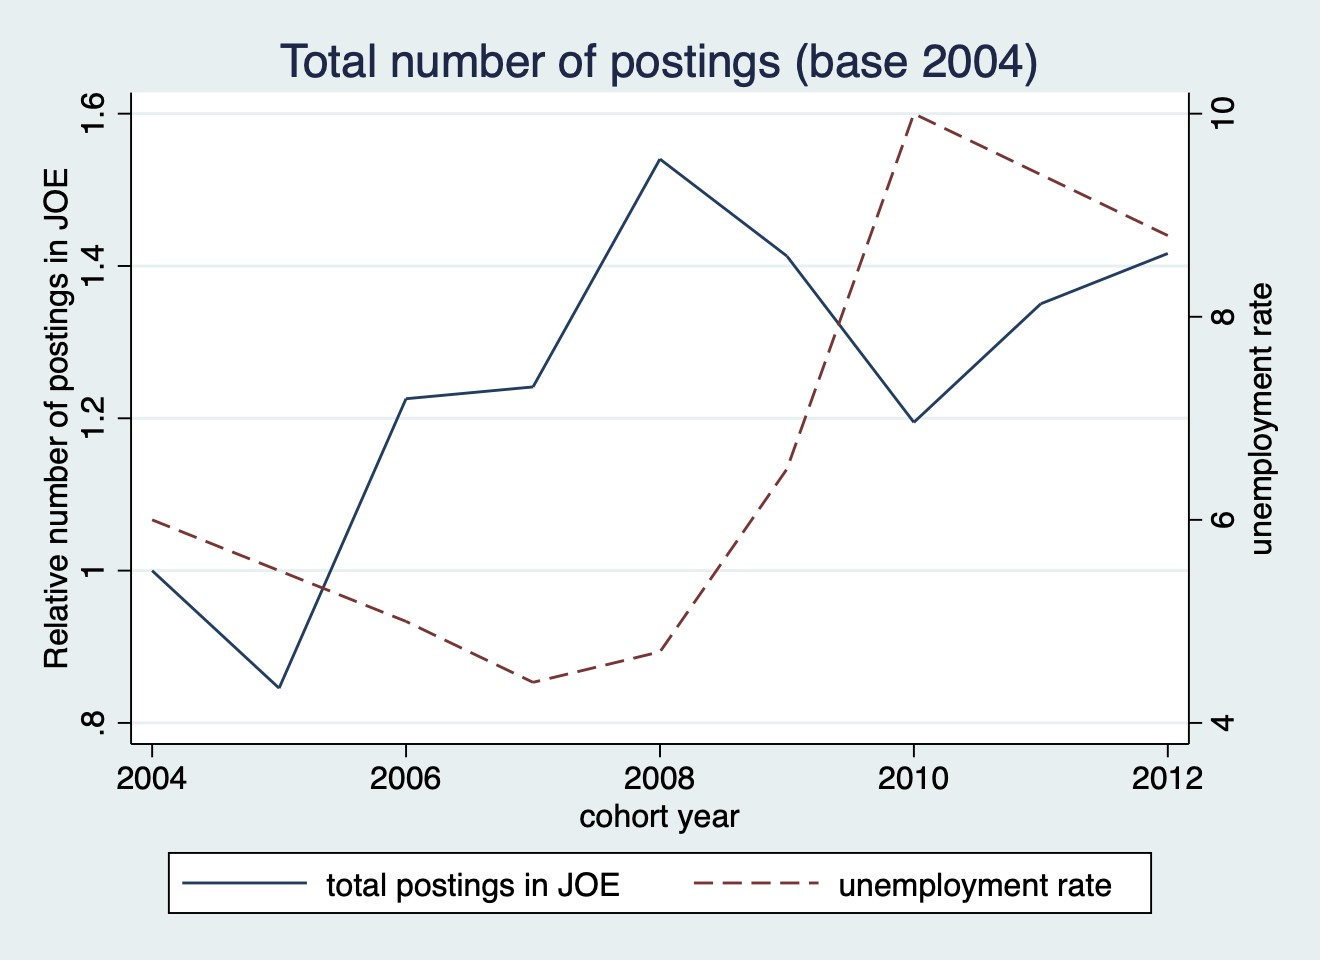 Total number of postings (base 2004)
Relative number of postings in JOE
1.6
1.4
1.2
1
.8
10
8
6
4
unemployment rate
2004 2006 2008 2010 2012
cohort year
total postings in JOE unemployment rate